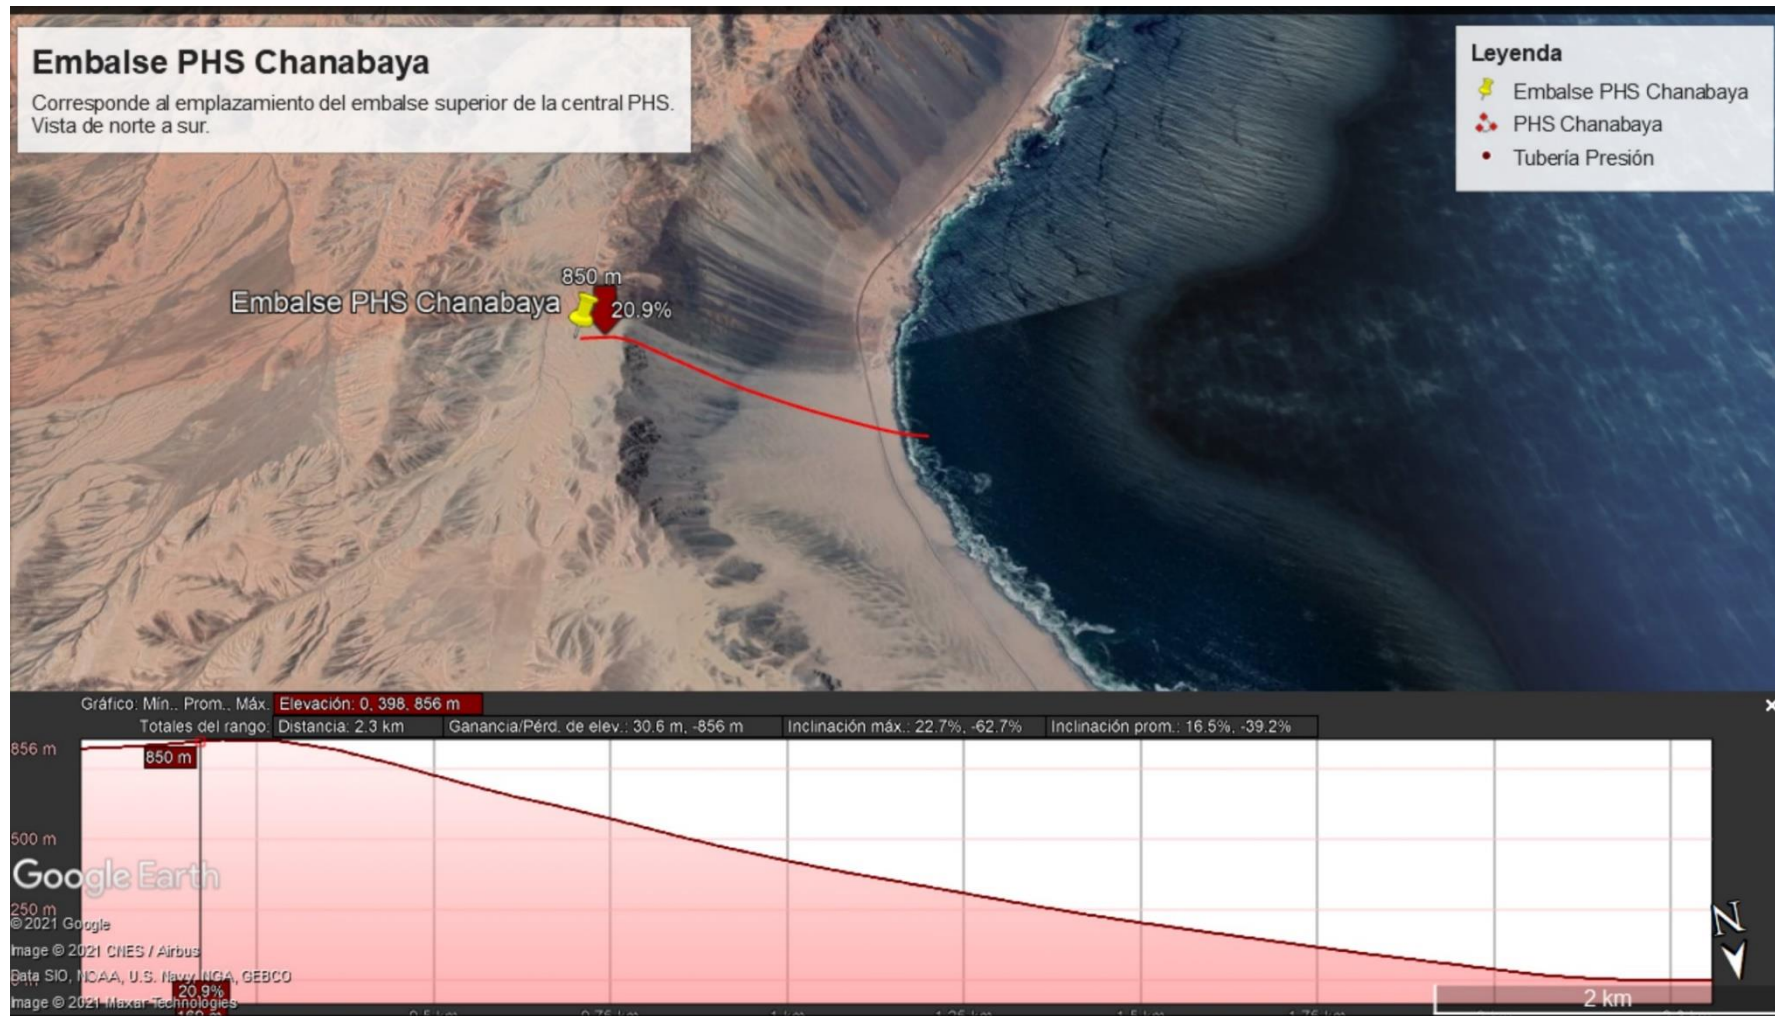 Embalse PHS Chanabaya
Corresponde al emplazamiento del embalse superior de la central PHS.
Vista de norte a sur.
Leyenda
Embalse PHS Chanabaya
PHS Chanabaya
Tubería Presión
850 m
Embalse PHS Chanabaya
20.9%
Gráfico: Mín., Prom., Máx. Elevación: 0, 398, 856 m
Totales del rango: Distancia: 2.3 km Ganancia/Pérd. de elev.: 30.6 m, -856 m Inclinación máx.: 22.7%, -62.7% Inclinación prom.: 16.5%, -39.2%
856 m
850 m
500 m
Google Earth
250 m
© 2021 Google
N
Image © 2021 CNES / Airbus
Data SIO, NOAA, U.S. Navy, NGA, GEBCO
20.9%
Image © 2021 Maxar Technologies
2 km